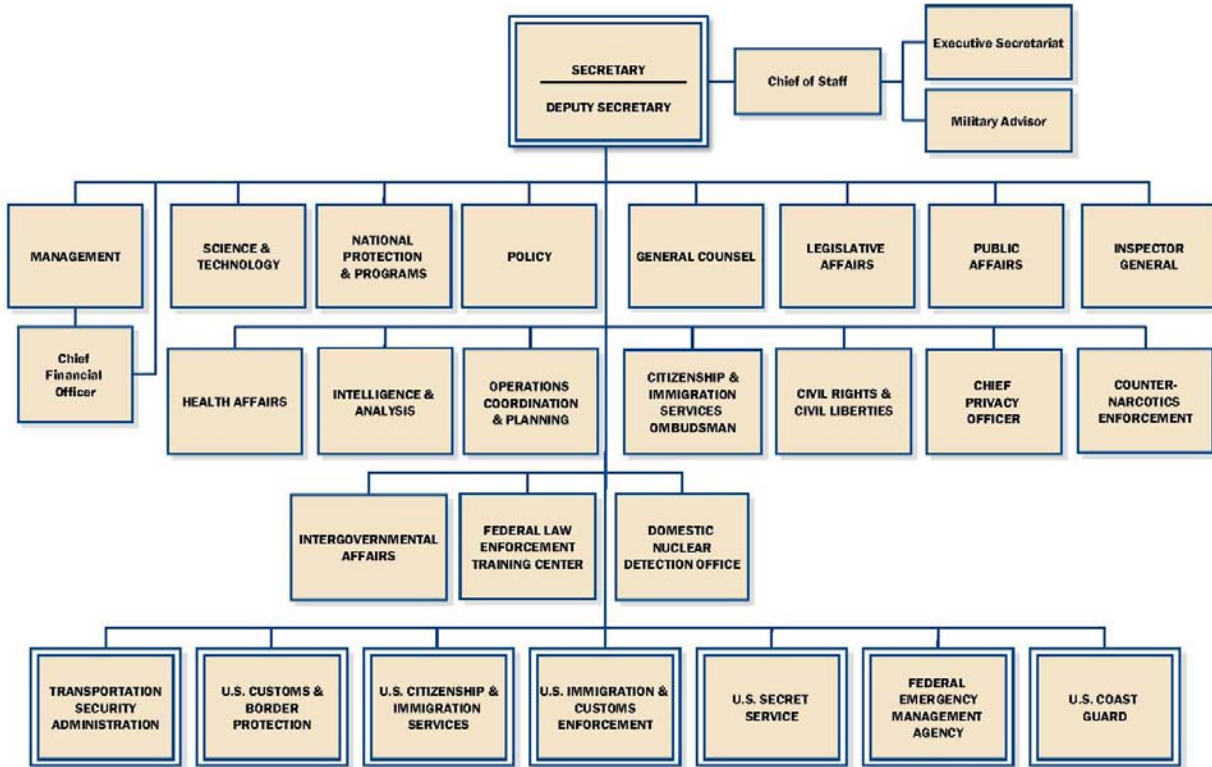 SECRETARY
DEPUTY SECRETARY
Chief of Staff
Executive Secretariat
Military Advisor
MANAGEMENT
SCIENCE &
TECHNOLOGY
NATIONAL
PROTECTION
& PROGRAMS
POLICY
GENERAL COUNSEL
LEGISLATIVE
AFFAIRS
PUBLIC
AFFAIRS
INSPECTOR
GENERAL
Chief
Financial
Officer
HEALTH AFFAIRS
INTELLIGENCE &
ANALYSIS
OPERATIONS
COORDINATION
& PLANNING
CITIZENSHIP &
IMMIGRATION
SERVICES
OMBUDSMAN
CIVIL RIGHTS &
CIVIL LIBERTIES
CHIEF
PRIVACY
OFFICER
COUNTER-
NARCOTICS
ENFORCEMENT
INTERGOVERNMENTAL
AFFAIRS
FEDERAL LAW
ENFORCEMENT
TRAINING CENTER
DOMESTIC
NUCLEAR
DETECTION OFFICE
TRANSPORTATION
SECURITY
ADMINISTRATION
U.S. CUSTOMS &
BORDER
PROTECTION
U.S. CITIZENSHIP &
IMMIGRATION
SERVICES
U.S. IMMIGRATION &
CUSTOMS
ENFORCEMENT
U.S. SECRET
SERVICE
FEDERAL
EMERGENCY
MANAGEMENT
AGENCY
U.S. COAST
GUARD